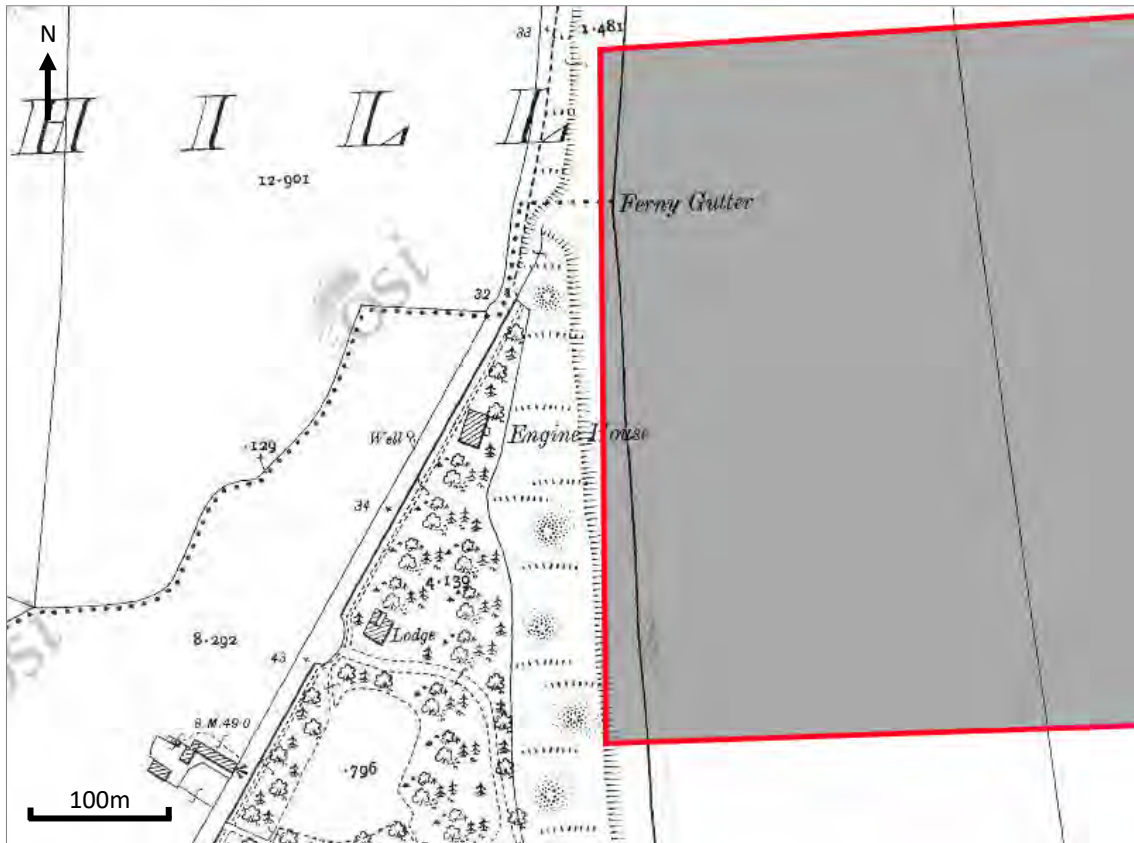 N
33
1·481
HILL
12·901
Ferny Gutter
32
Well
Engine House
·129
34
4·139
8·292
Lodge
43
B.M.49·0
·796
100m